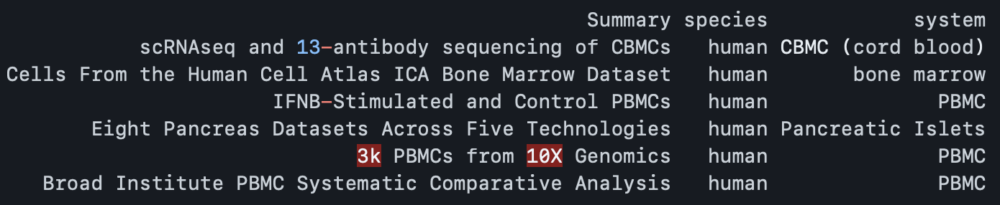 Summary species system
scRNAseq and 13-antibody sequencing of CBMCs human CBMC (cord blood)
Cells From the Human Cell Atlas ICA Bone Marrow Dataset human bone marrow
IFNB-Stimulated and Control PBMCs human PBMC
Eight Pancreas Datasets Across Five Technologies human Pancreatic Islets
3k PBMCs from 10X Genomics human PBMC
Broad Institute PBMC Systematic Comparative Analysis human PBMC